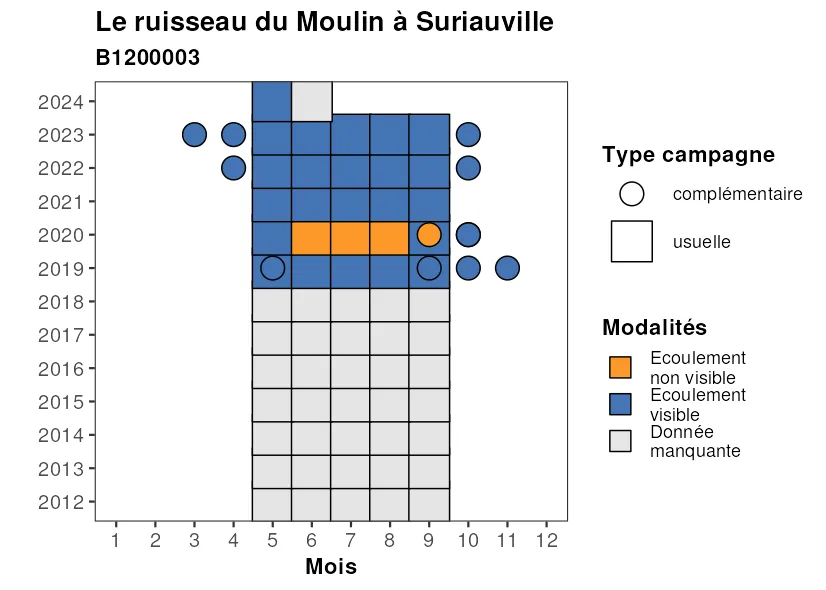 Le ruisseau du Moulin à Suriauville
B1200003
2024
2023
2022
2021
2020
2019
2018
2017
2016
2015
2014
2013
2012
1 2 3 4 5 6 7 8 9 10 11 12
Mois
Type campagne
complémentaire
usuelle
Modalités
Ecoulement
non visible
Ecoulement
visible
Donnée
manquante